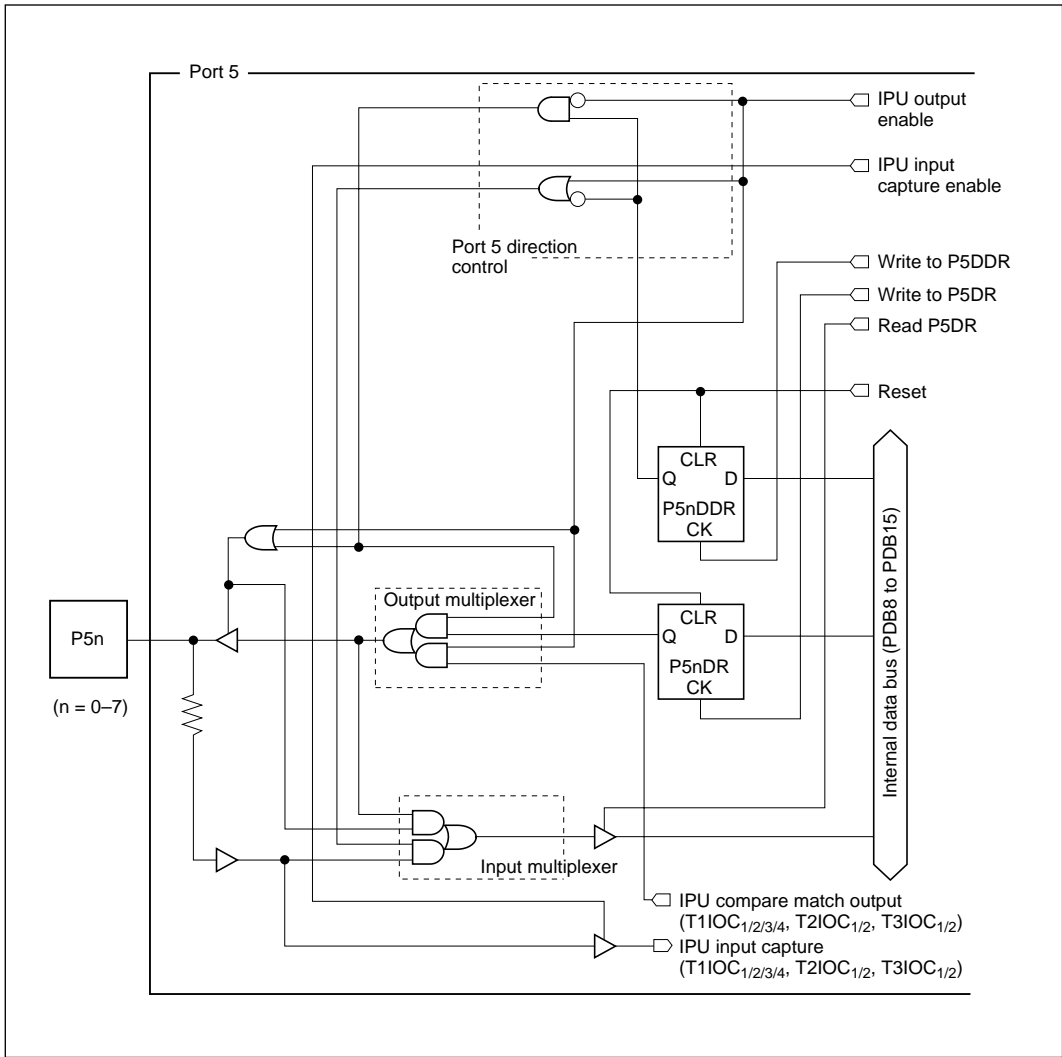 Port 5
IPU output
enable
IPU input
capture enable
Port 5 direction
control
Write to P5DDR
Write to P5DR
Read P5DR
Reset
CLR
Q D
P5nDDR
CK
Output multiplexer
CLR
Q D
P5nDR
CK
P5n
(n = 0–7)
Internal data bus (PDB8 to PDB15)
Input multiplexer
IPU compare match output
(T1IOC1/2/3/4, T2IOC1/2, T3IOC1/2)
IPU input capture
(T1IOC1/2/3/4, T2IOC1/2, T3IOC1/2)